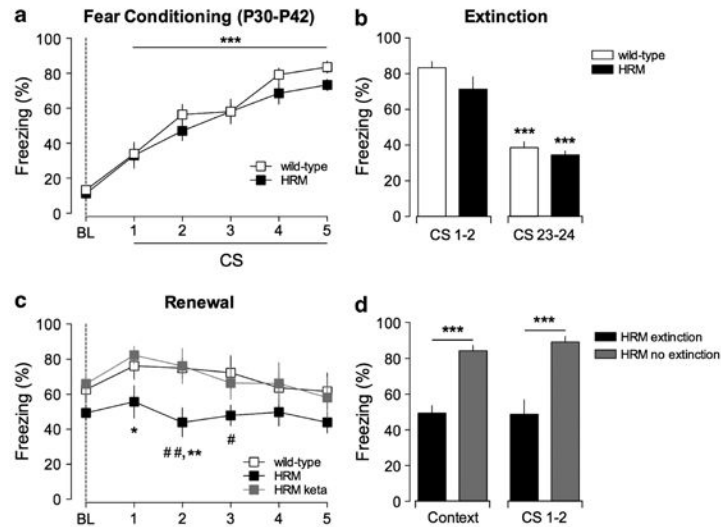 a
Fear Conditioning (P30-P42)
***
100
80
60
40
20
0
Freezing (%)
wild-type
HRM
BL
1
2
3
4
5
CS
b
Extinction
wild-type
HRM
100
80
60
40
20
0
Freezing (%)
***
***
CS 1-2
CS 23-24
c
Renewal
100
80
60
40
20
0
Freezing (%)
*
##,**
#
wild-type
HRM
HRM keta
BL
1
2
3
4
5
d
***
***
HRM extinction
HRM no extinction
100
80
60
40
20
0
Freezing (%)
Context
CS 1-2